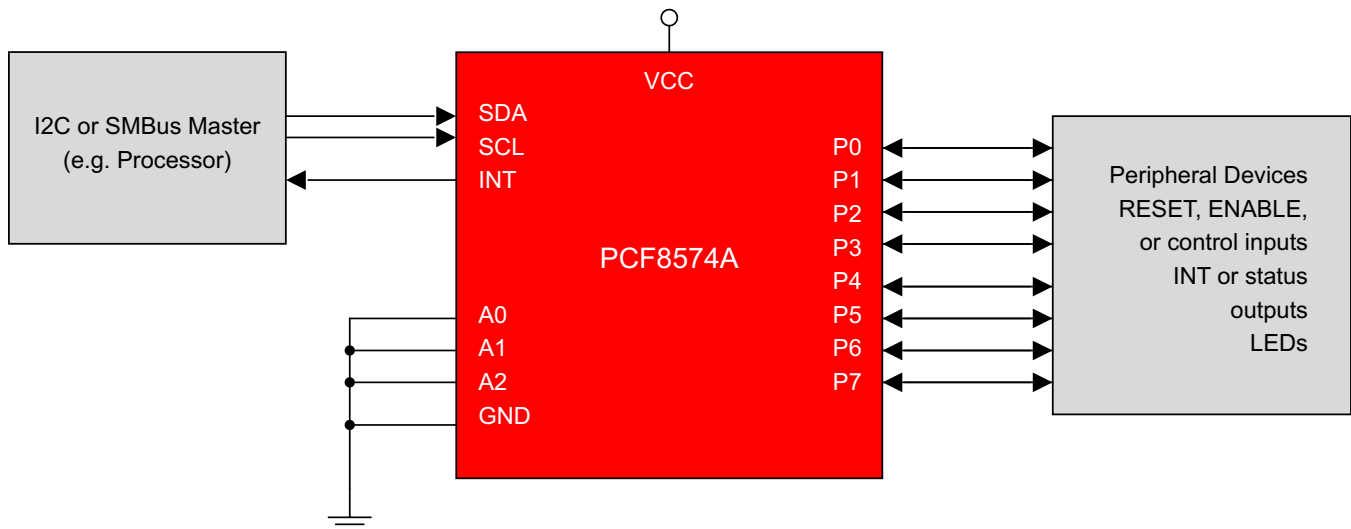 I2C or SMBus Master
(e.g. Processor)
VCC
SDA
SCL
INT
A0
A1
A2
GND
PCF8574A
P0
P1
P2
P3
P4
P5
P6
P7
Peripheral Devices
RESET, ENABLE,
or control inputs
INT or status
outputs
LEDs